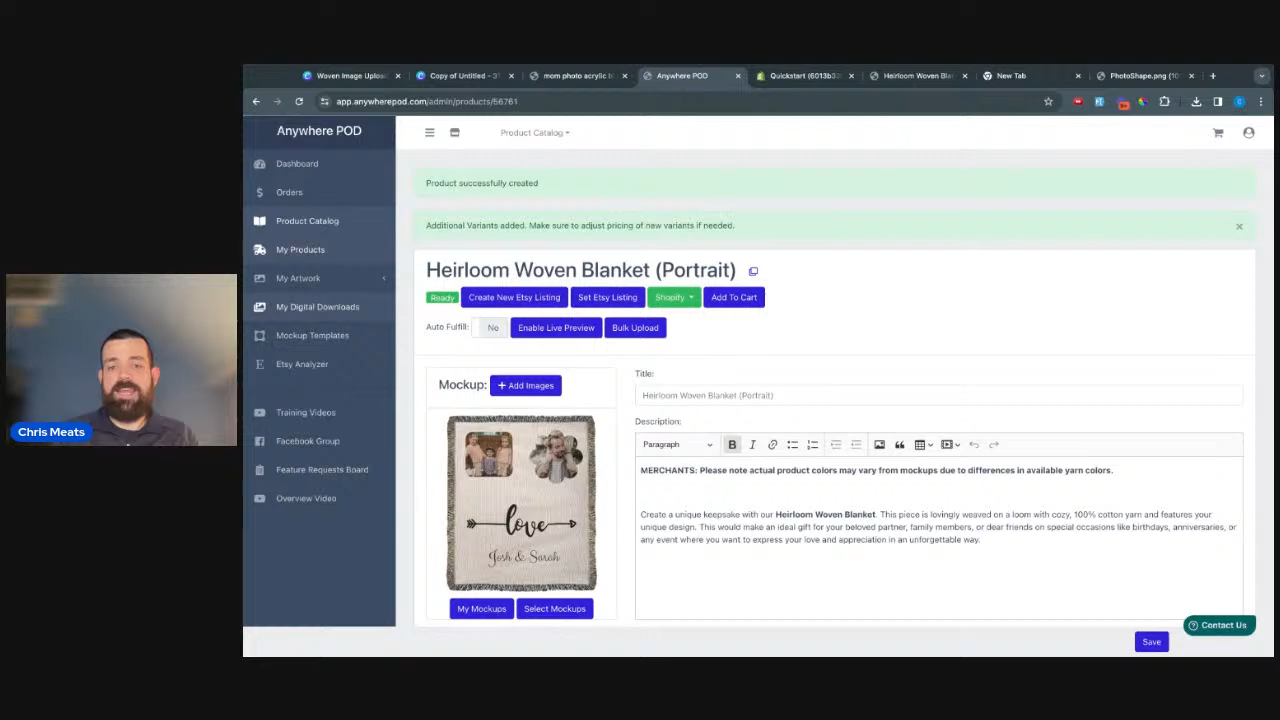 Woven Image Uploa
Copy of Untitled - 3
mom photo acrylic b
Anywhere POD
Quickstart (6013b33
Heirloom Woven Blan
New Tab
PhotoShape.png (10
app.anywherepod.com/admin/products/56761
Anywhere POD
Product Catalog
Dashboard
Orders
Product Catalog
My Products
My Artwork
My Digital Downloads
Mockup Templates
Etsy Analyzer
Training Videos
Facebook Group
Feature Requests Board
Overview Video
Product successfully created
Additional Variants added. Make sure to adjust pricing of new variants if needed.
Heirloom Woven Blanket (Portrait)
Ready
Create New Etsy Listing
Set Etsy Listing
Shopify
Add To Cart
Auto Fulfill:
No
Enable Live Preview
Bulk Upload
Mockup:
+ Add Images
love
Josh & Sarah
My Mockups
Select Mockups
Title:
Heirloom Woven Blanket (Portrait)
Description:
Paragraph
B
I
MERCHANTS: Please note actual product colors may vary from mockups due to differences in available yarn colors.
Create a unique keepsake with our Heirloom Woven Blanket. This piece is lovingly weaved on a loom with cozy, 100% cotton yarn and features your
unique design. This would make an ideal gift for your beloved partner, family members, or dear friends on special occasions like birthdays, anniversaries, or
any event where you want to express your love and appreciation in an unforgettable way.
Contact Us
Save
Chris Meats